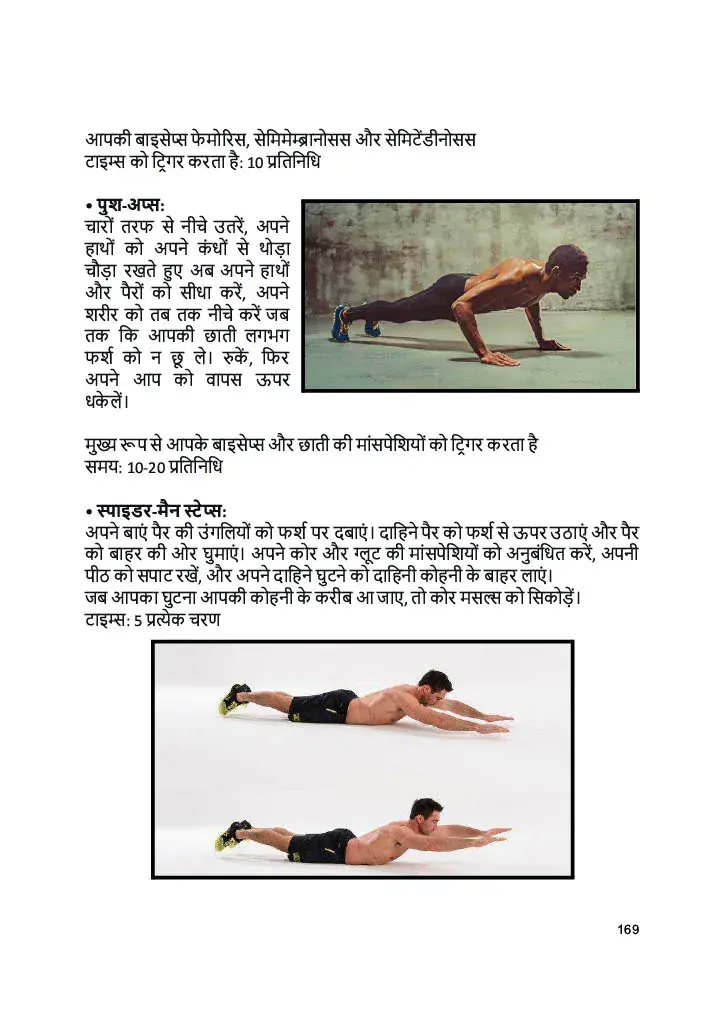 आपकी बाइसेप्स फेमोरिस, सेमिमेम्ब्रानोसस और सेमिटेंडीनोसस
टाइम्स को ट्रिगर करता है: 10 प्रतिनिधि
• पुश-अप्स:
चारों तरफ से नीचे उतरें, अपने
हाथों को अपने कंधों से थोड़ा
चौड़ा रखते हुए अब अपने हाथों
और पैरों को सीधा करें, अपने
शरीर को तब तक नीचे करें जब
तक कि आपकी छाती लगभग
फर्श को न छू ले। रुकें, फिर
अपने आप को वापस ऊपर
धकेलें।
मुख्य रूप से आपके बाइसेप्स और छाती की मांसपेशियों को ट्रिगर करता है
समय: 10-20 प्रतिनिधि
• स्पाइडर-मैन स्टेप्स:
अपने बाएं पैर की उंगलियों को फर्श पर दबाएं। दाहिने पैर को फर्श से ऊपर उठाएं और पैर
को बाहर की ओर घुमाएं। अपने कोर और ग्लूट की मांसपेशियों को अनुबंधित करें, अपनी
पीठ को सपाट रखें, और अपने दाहिने घुटने को दाहिनी कोहनी के बाहर लाएं।
जब आपका घुटना आपकी कोहनी के करीब आ जाए, तो कोर मसल्स को सिकोड़ें।
टाइम्स: 5 प्रत्येक चरण
169